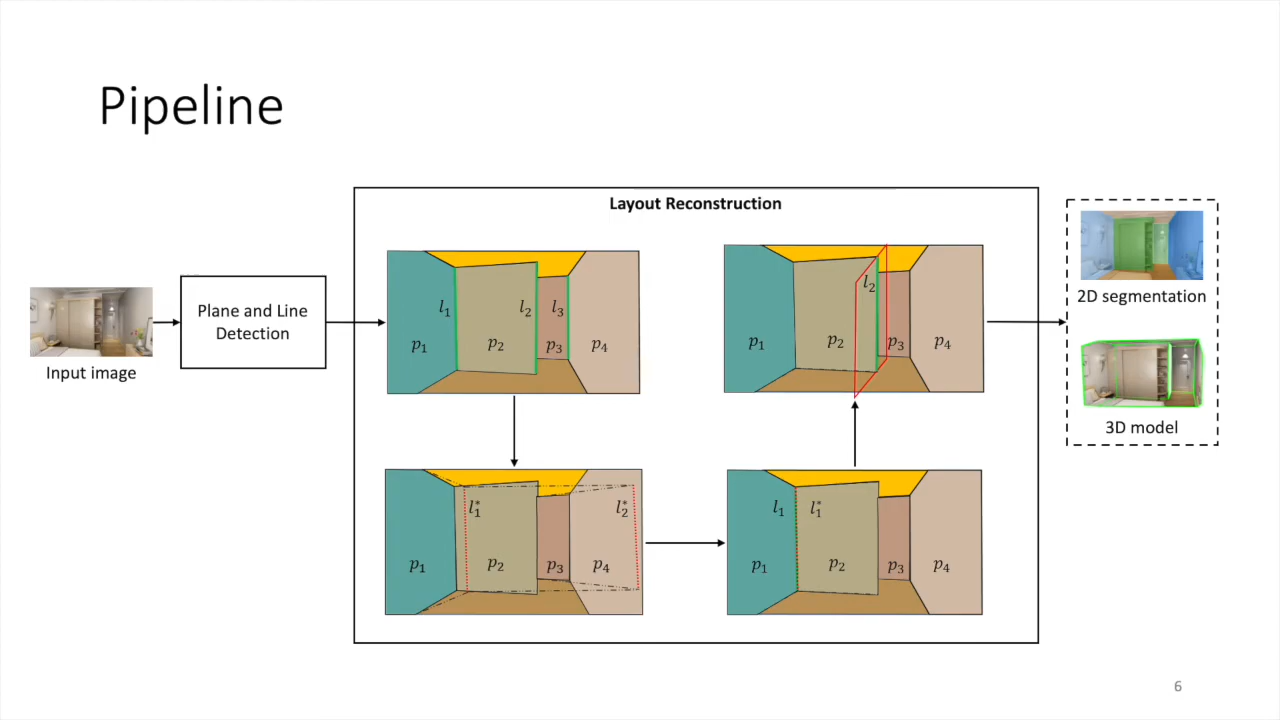 Pipeline
Layout Reconstruction
Input image
Plane and Line
Detection
l₁ l₂ l₃
p₁ p₂ p₃ p₄
l₂
p₁ p₂ p₃ p₄
l₁* l₂*
p₁ p₂ p₃ p₄
l₁ l₁*
p₁ p₂ p₃ p₄
2D segmentation
3D model
6